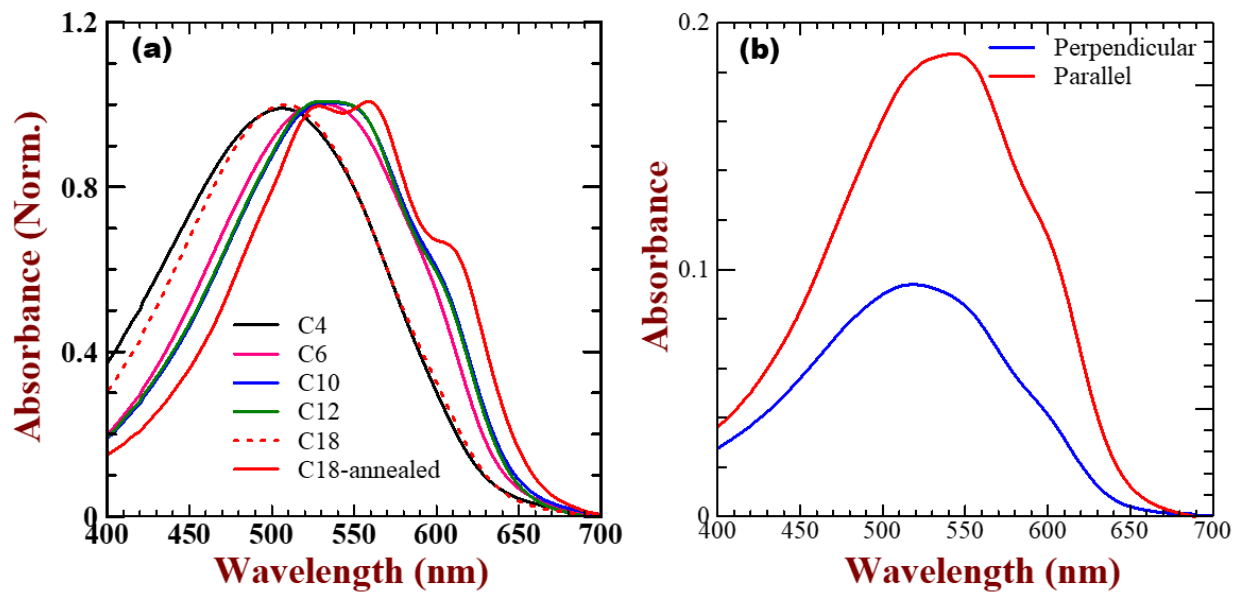 (a)
Absorbance (Norm.)
1.2
0.8
0.4
0
C4
C6
C10
C12
C18
C18-annealed
400 450 500 550 600 650 700
Wavelength (nm)
(b)
Absorbance
0.2
0.1
0
Perpendicular
Parallel
400 450 500 550 600 650 700
Wavelength (nm)